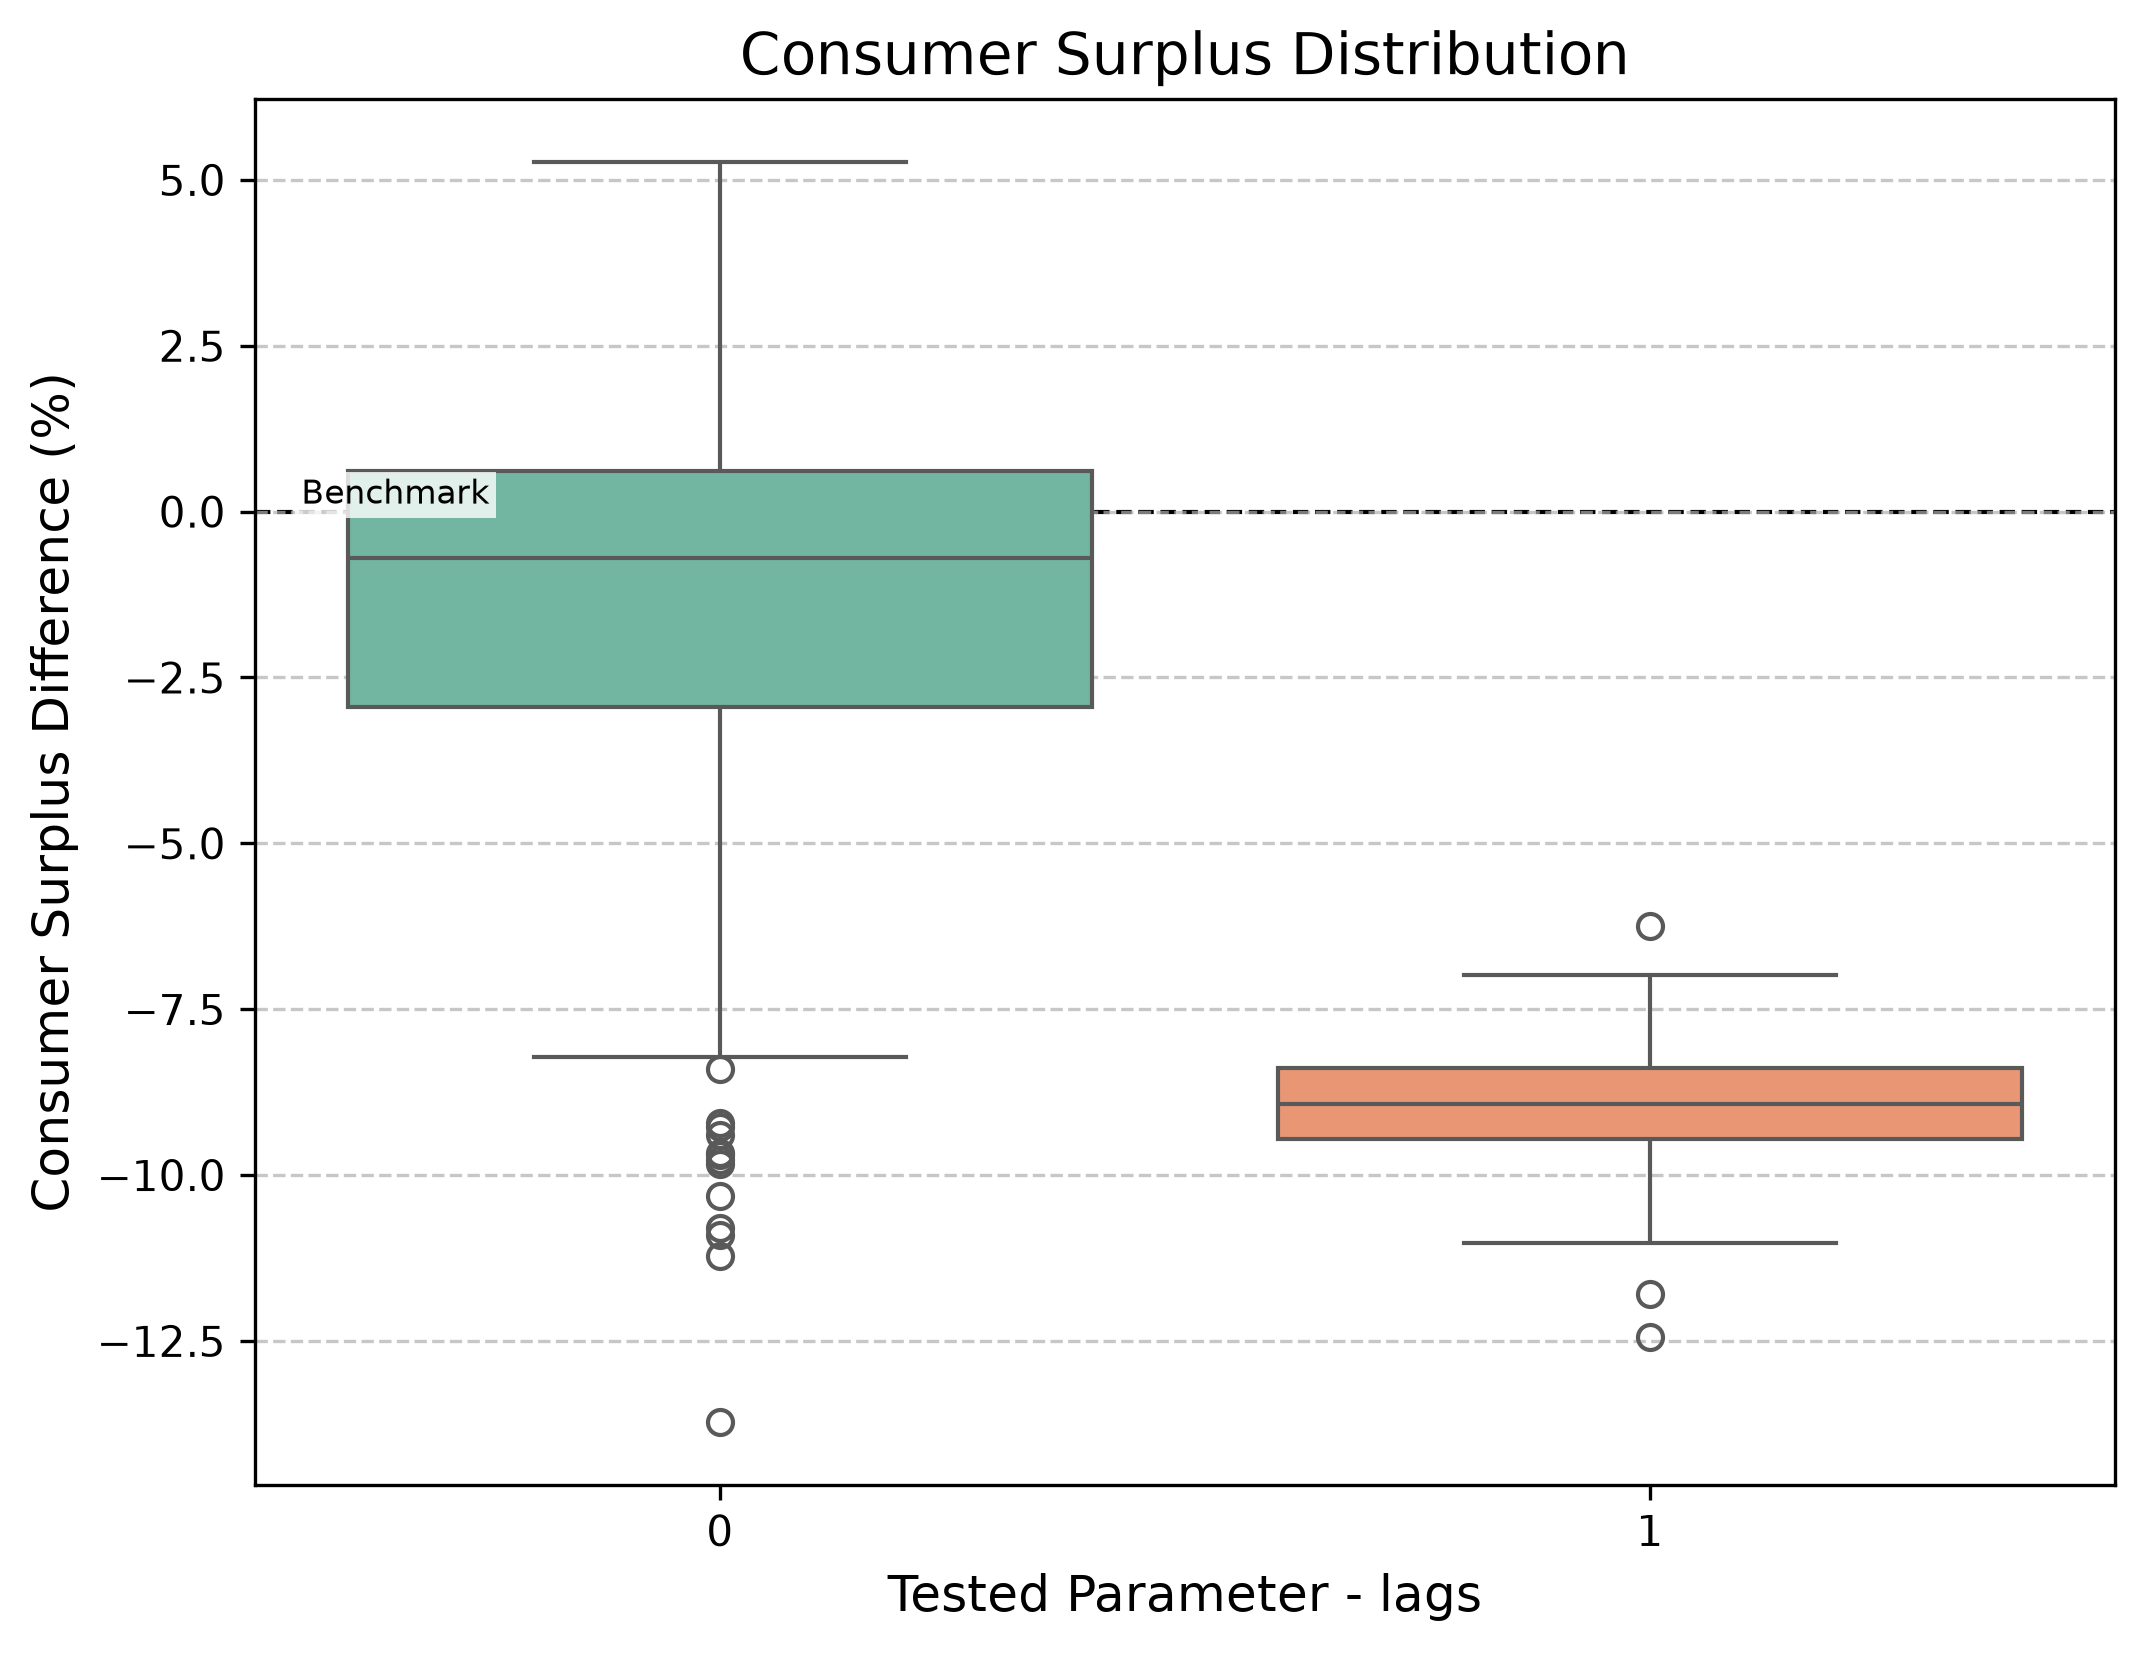 Consumer Surplus Distribution
Consumer Surplus Difference (%)
5.0
2.5
0.0
−2.5
−5.0
−7.5
−10.0
−12.5
Benchmark
0
1
Tested Parameter - lags